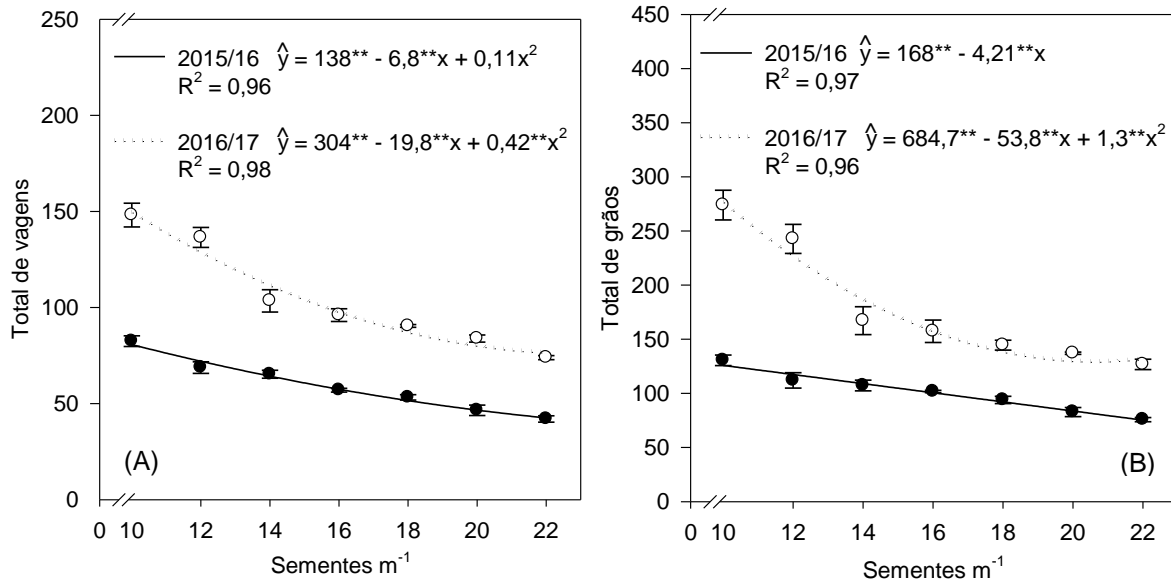 250
200
150
100
50
0
Total de vagens
2015/16 ŷ = 138** - 6,8**x + 0,11x²
R² = 0,96
2016/17 ŷ = 304** - 19,8**x + 0,42**x²
R² = 0,98
(A)
0 10 12 14 16 18 20 22
Sementes m⁻¹
450
400
350
300
250
200
150
100
50
0
Total de grãos
2015/16 ŷ = 168** - 4,21**x
R² = 0,97
2016/17 ŷ = 684,7** - 53,8**x + 1,3**x²
R² = 0,96
(B)
0 10 12 14 16 18 20 22
Sementes m⁻¹